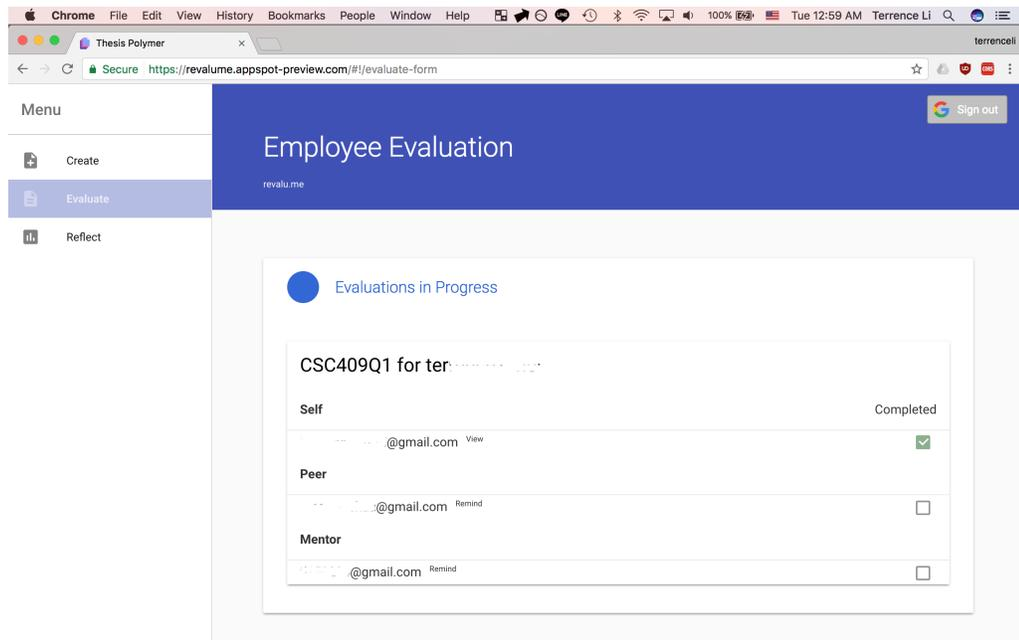 Chrome File Edit View History Bookmarks People Window Help 100% Tue 12:59 AM Terrence Li
Thesis Polymer
terrenceli
Secure https://revalume.appspot-preview.com/#!/evaluate-form
Menu
Sign out
Create
Evaluate
Reflect
Employee Evaluation
revalu.me
Evaluations in Progress
CSC409Q1 for ter
Self Completed
@gmail.com View
Peer
@gmail.com Remind
Mentor
@gmail.com Remind